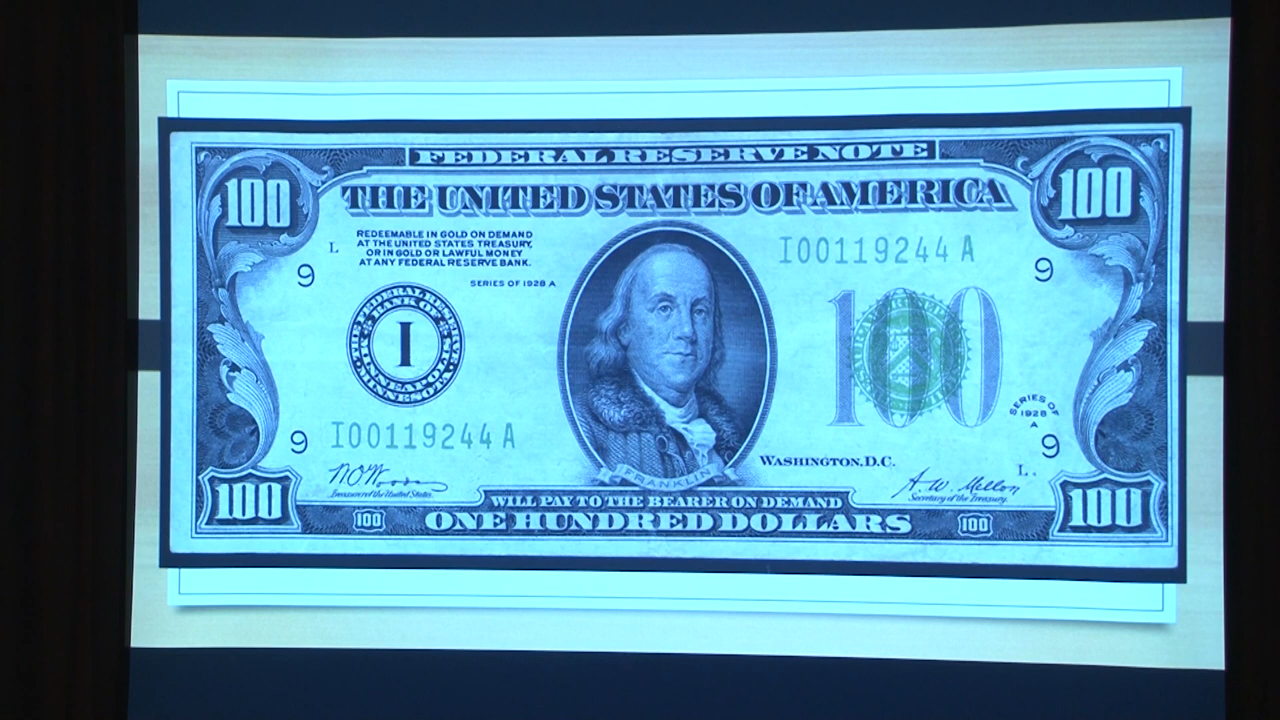 FEDERAL RESERVE NOTE
THE UNITED STATES OF AMERICA
100
100
L
REDEEMABLE IN GOLD ON DEMAND
AT THE UNITED STATES TREASURY,
OR IN GOLD OR LAWFUL MONEY
AT ANY FEDERAL RESERVE BANK.
SERIES OF 1928 A
I00119244 A
9
9
I
100
I00119244 A
9
SERIES OF
1928
A
9
FRANKLIN
WASHINGTON, D.C.
L.
Treasurer of the United States.
A. W. Mellon
Secretary of the Treasury.
WILL PAY TO THE BEARER ON DEMAND
ONE HUNDRED DOLLARS
100
100
100
100